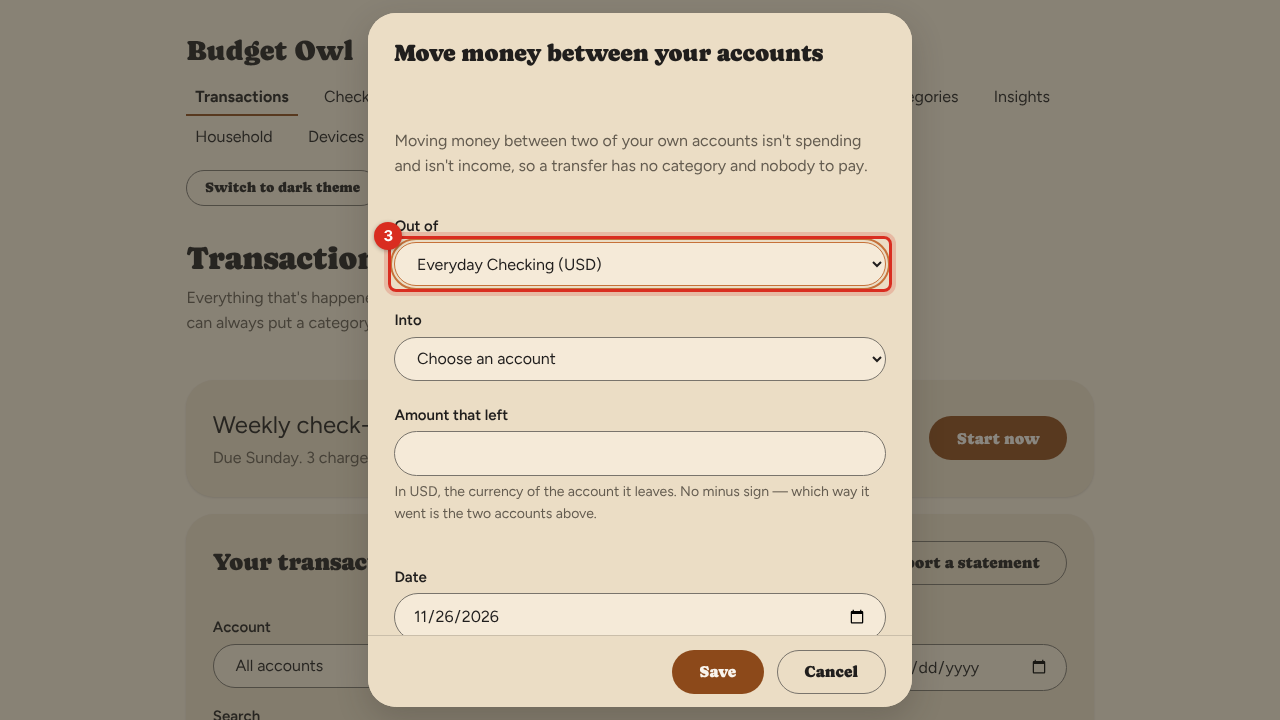 Budget Owl
Move money between your accounts
Transactions
Check
egories
Insights
Household
Devices
Moving money between two of your own accounts isn't spending
and isn't income, so a transfer has no category and nobody to pay.
Switch to dark theme
Out of
3
Everyday Checking (USD)
Transaction
Everything that's happene
can always put a category
Into
Choose an account
Amount that left
Weekly check-
Due Sunday. 3 charge
Start now
In USD, the currency of the account it leaves. No minus sign — which way it
went is the two accounts above.
Your transac
port a statement
Date
11/26/2026
Account
All accounts
/dd/yyyy
Save
Cancel
Search